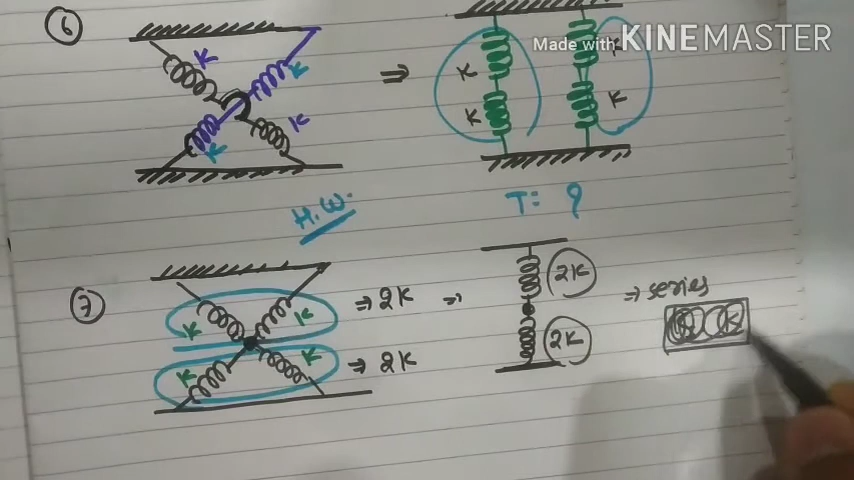 6
K K
K K
⇒
K K
K K
Made with KINEMASTER
H.W.
T = ?
7
K K ⇒ 2K
K K ⇒ 2K
⇒
2K
2K
⇒ series